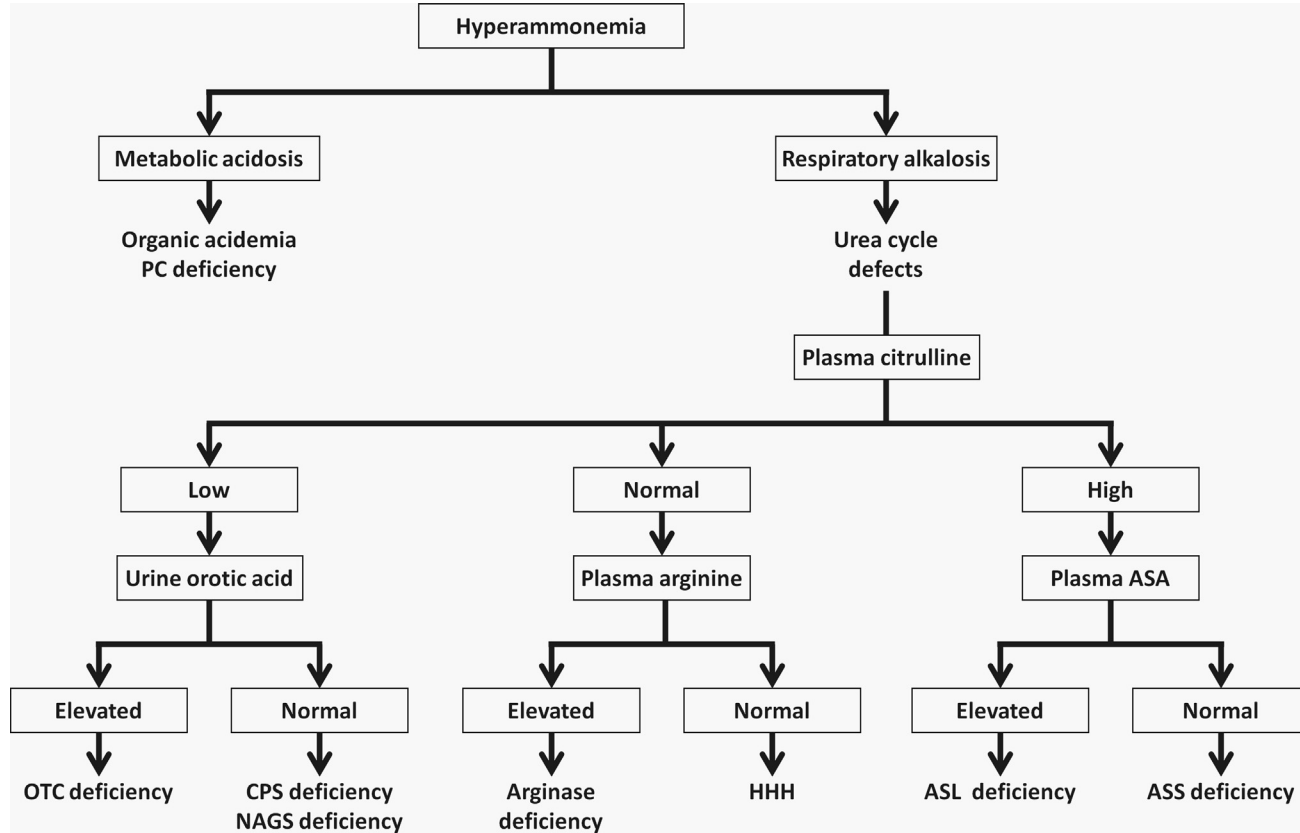 Hyperammonemia
Metabolic acidosis
Respiratory alkalosis
Organic acidemia
PC deficiency
Urea cycle
defects
Plasma citrulline
Low
Normal
High
Urine orotic acid
Plasma arginine
Plasma ASA
Elevated
Normal
Elevated
Normal
Elevated
Normal
OTC deficiency
CPS deficiency
NAGS deficiency
Arginase
deficiency
HHH
ASL deficiency
ASS deficiency